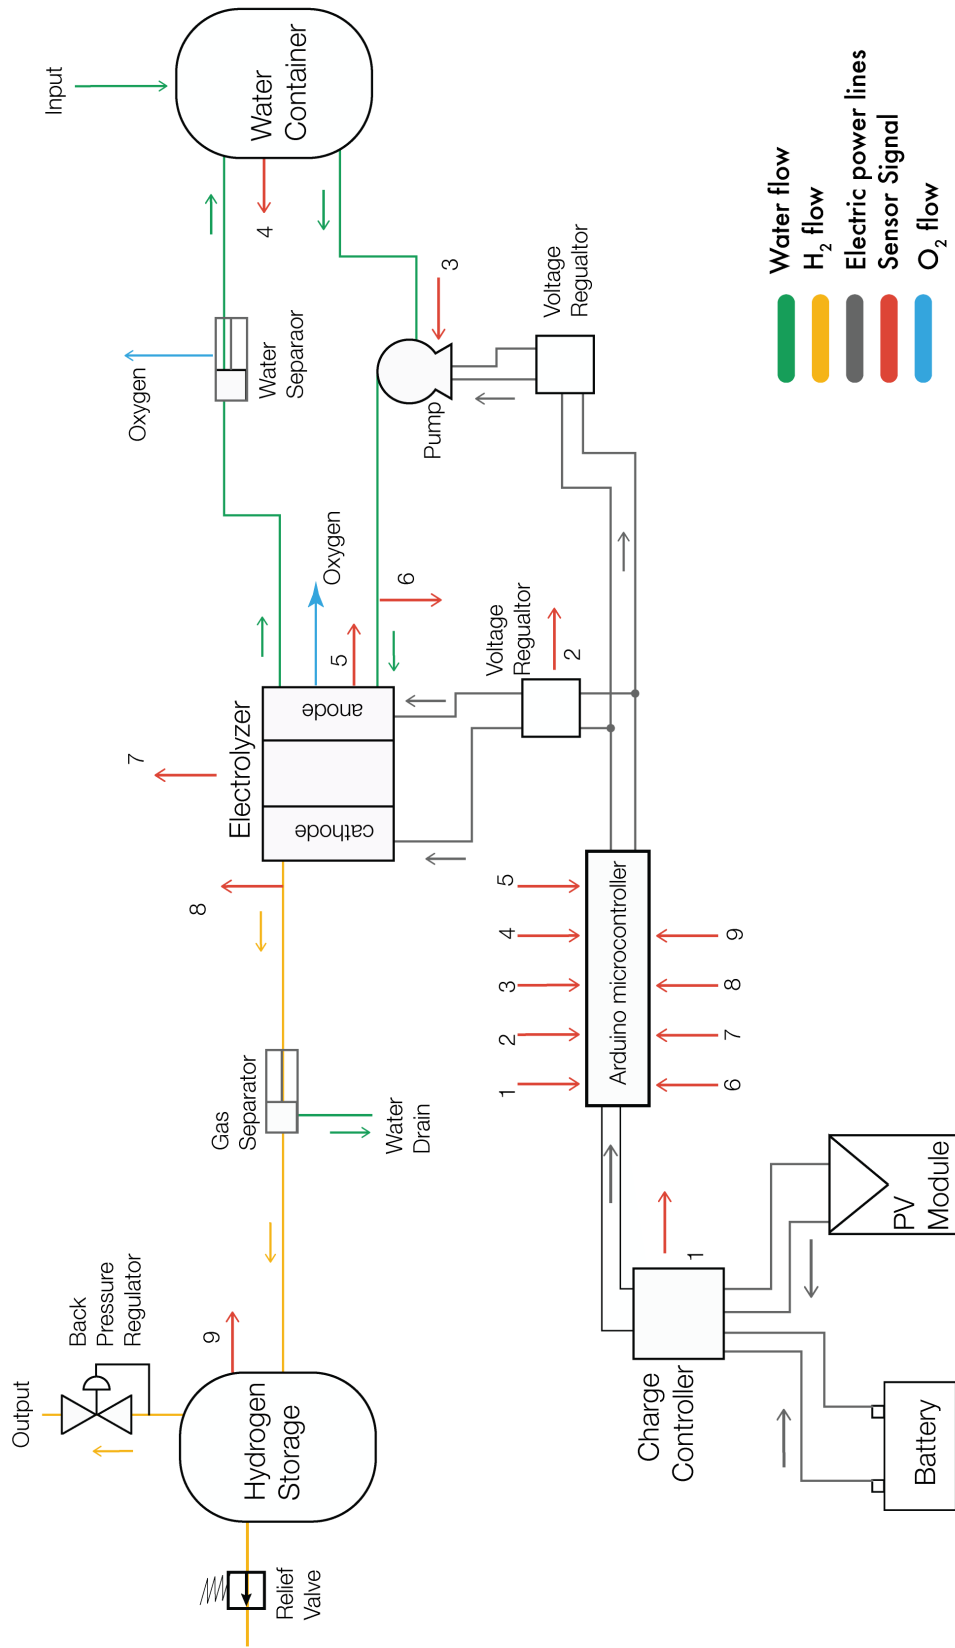 Output
Back
Pressure
Regulator
Relief
Valve
Hydrogen
Storage
9
Gas
Separator
Water
Drain
8
7
Electrolyzer
cathode
anode
5
Oxygen
6
Oxygen
Water
Separaor
Input
Water
Container
4
3
Pump
Voltage
Regualtor
Voltage
Regualtor
2
1
2
3
4
5
Arduino microcontroller
6
7
8
9
Charge
Controller
1
Battery
PV
Module
Water flow
H₂ flow
Electric power lines
Sensor Signal
O₂ flow